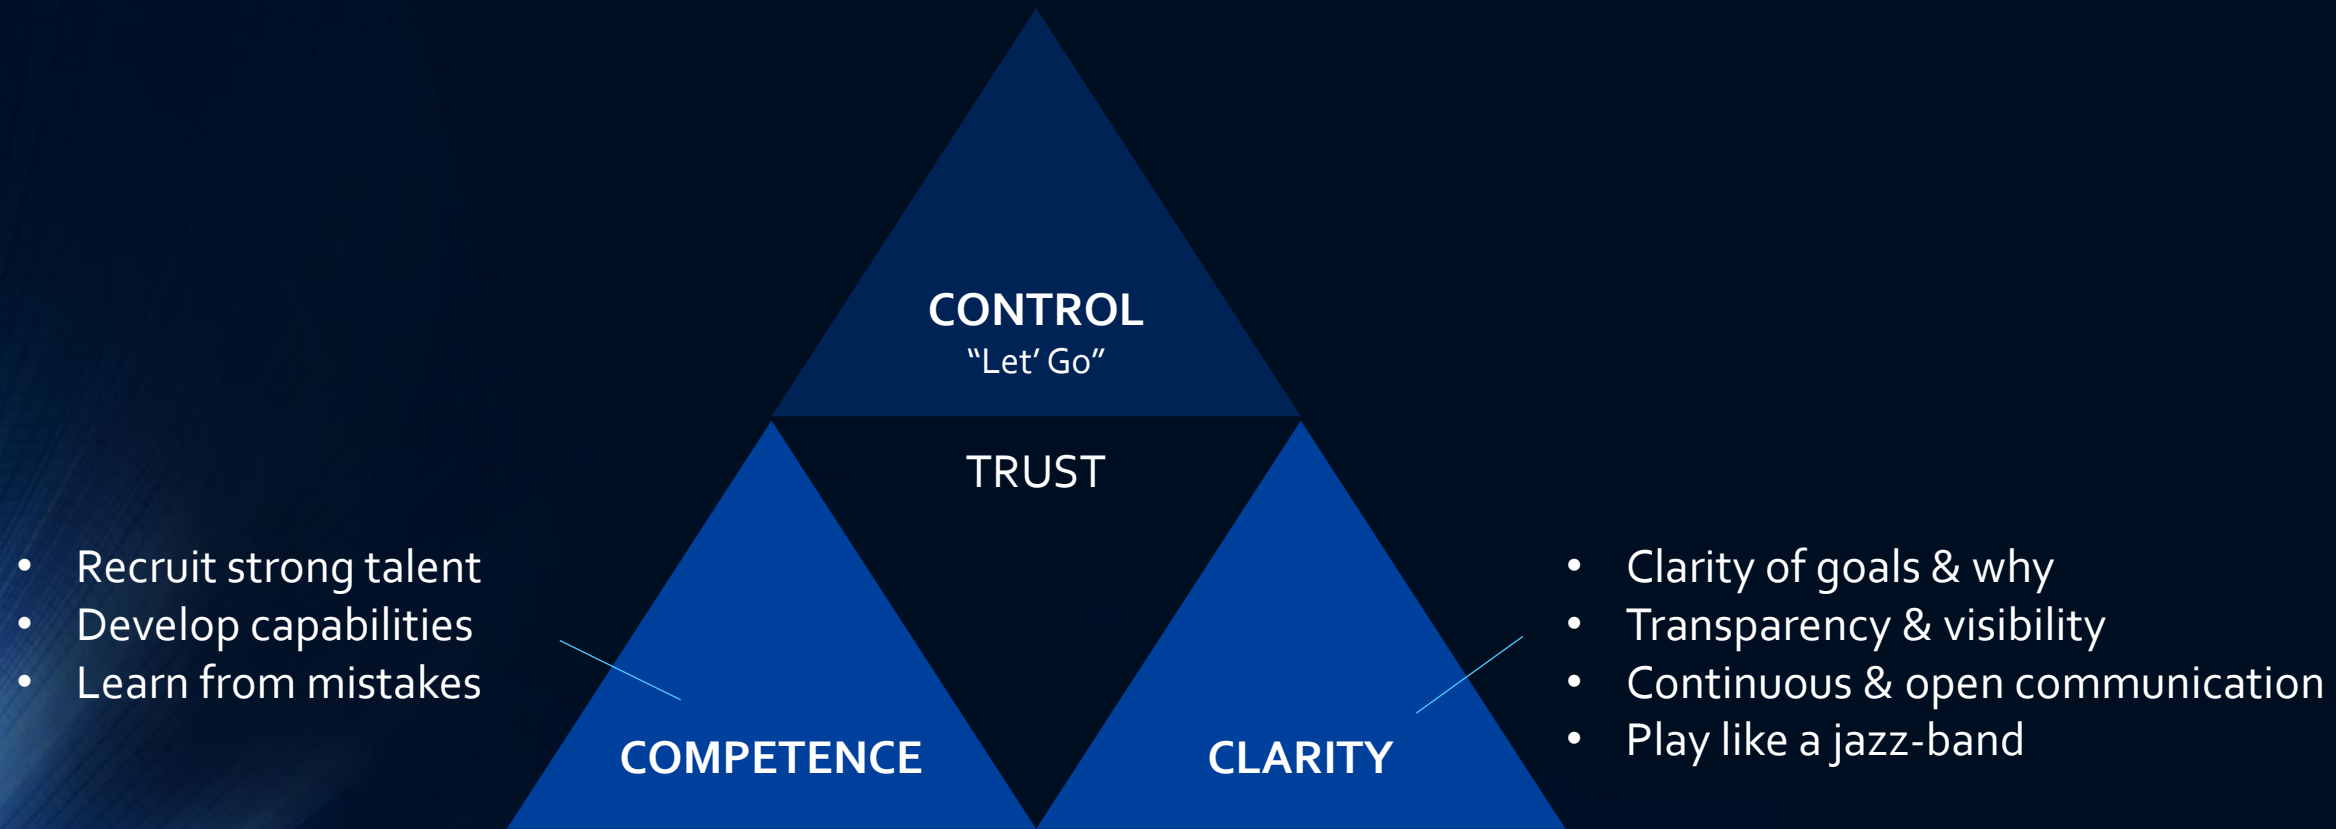 CONTROL
“Let’ Go”
TRUST
• Recruit strong talent
• Develop capabilities
• Learn from mistakes
COMPETENCE
CLARITY
• Clarity of goals & why
• Transparency & visibility
• Continuous & open communication
• Play like a jazz-band